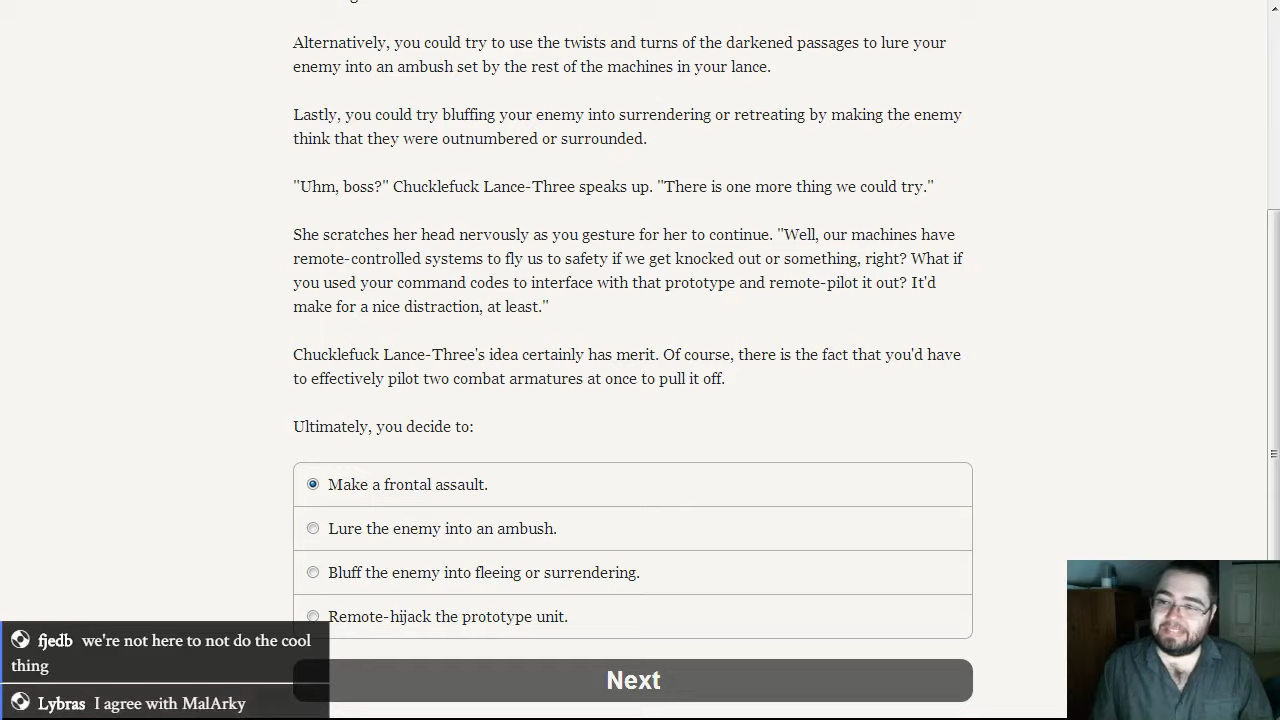 Alternatively, you could try to use the twists and turns of the darkened passages to lure your
enemy into an ambush set by the rest of the machines in your lance.
Lastly, you could try bluffing your enemy into surrendering or retreating by making the enemy
think that they were outnumbered or surrounded.
"Uhm, boss?" Chucklefuck Lance-Three speaks up. "There is one more thing we could try."
She scratches her head nervously as you gesture for her to continue. "Well, our machines have
remote-controlled systems to fly us to safety if we get knocked out or something, right? What if
you used your command codes to interface with that prototype and remote-pilot it out? It'd
make for a nice distraction, at least."
Chucklefuck Lance-Three's idea certainly has merit. Of course, there is the fact that you'd have
to effectively pilot two combat armatures at once to pull it off.
Ultimately, you decide to:
Make a frontal assault.
Lure the enemy into an ambush.
Bluff the enemy into fleeing or surrendering.
Remote-hijack the prototype unit.
Next
fjedb we're not here to not do the cool
thing
Lybras I agree with MalArky